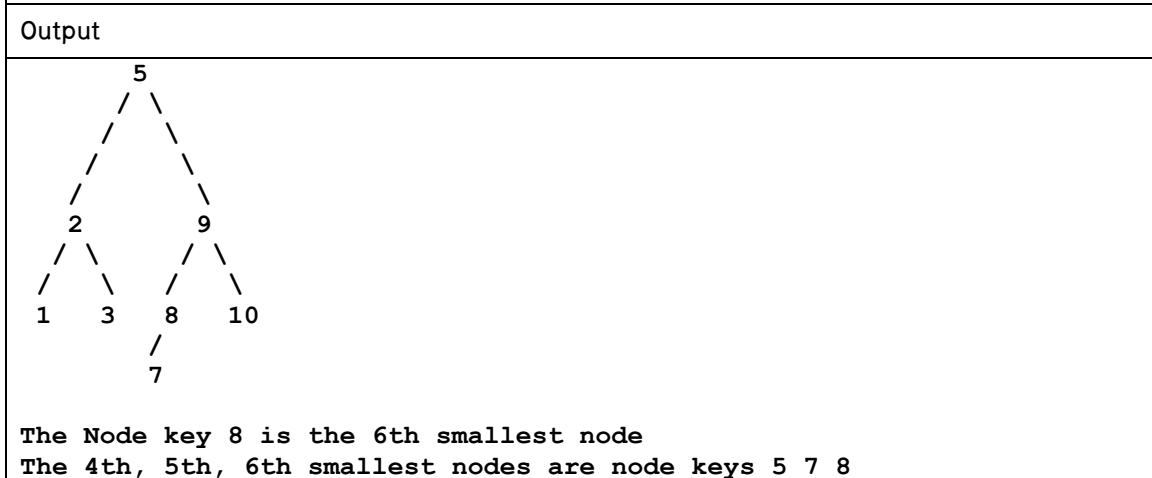 Output
5
/ \
/ \
/ \
/ \
2 9
/ \ / \
/ \ / \
1 3 8 10
/
7
The Node key 8 is the 6th smallest node
The 4th, 5th, 6th smallest nodes are node keys 5 7 8